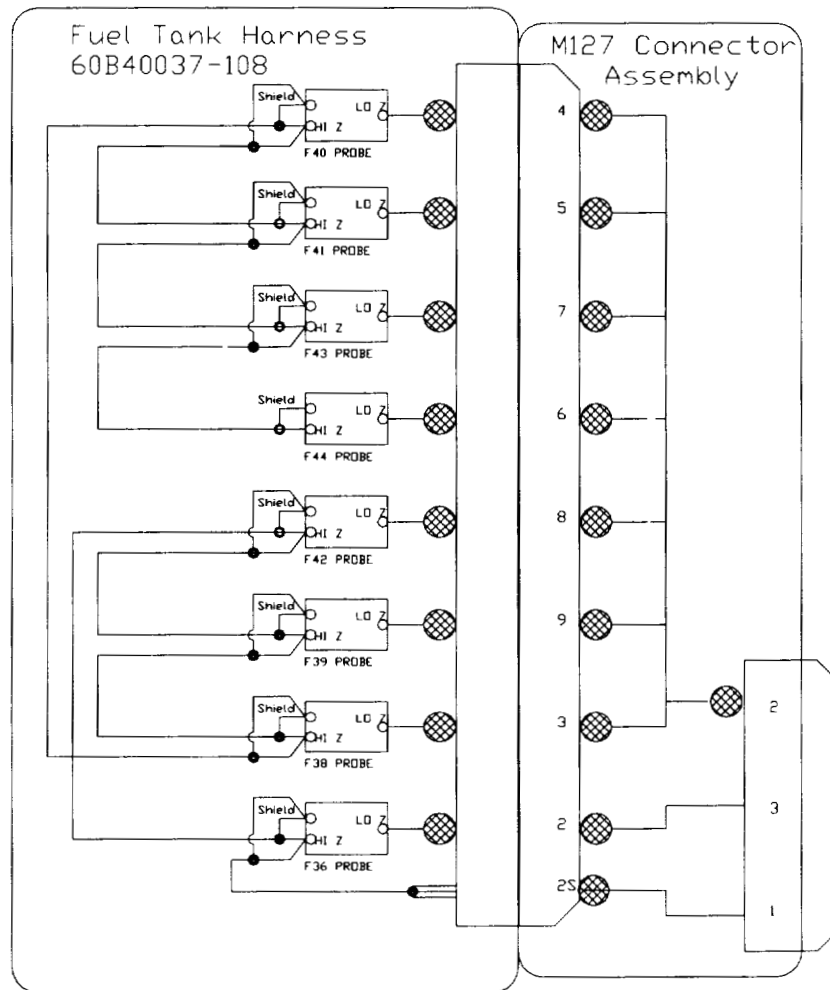 Fuel Tank Harness
60B40037-108
M127 Connector
Assembly
Shield
LO Z
HI Z
F40 PROBE
4
Shield
LO Z
HI Z
F41 PROBE
5
Shield
LO Z
HI Z
F43 PROBE
7
Shield
LO Z
HI Z
F44 PROBE
6
Shield
LO Z
HI Z
F42 PROBE
8
Shield
LO Z
HI Z
F39 PROBE
9
Shield
LO Z
HI Z
F38 PROBE
3
2
Shield
LO Z
HI Z
F36 PROBE
2
3
2S
1